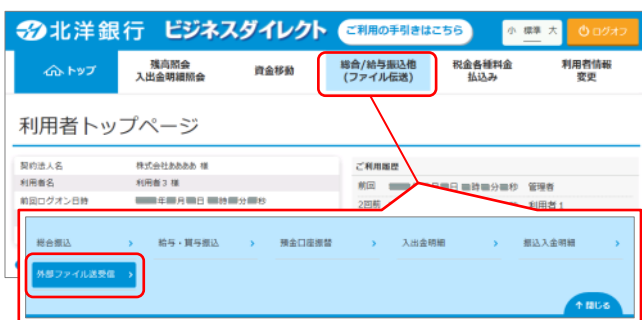 北洋銀行 ビジネスダイレクト ご利用の手引きはこちら 小 標準 大 ログオフ
トップ 残高照会 入出金明細照会 資金移動 総合/給与振込他 (ファイル伝送) 税金各種料金 払込み 利用者情報 変更
利用者トップページ
契約法人名 株式会社ああああ 様 ご利用履歴
利用者名 利用者3 様 前回 日 時 分 秒 管理者
前回ログオン日時 年 月 日 時 分 秒 2回前 利用者1
総合振込 給与・賞与振込 預金口座振替 入出金明細 振込入金明細
外部ファイル送受信
閉じる